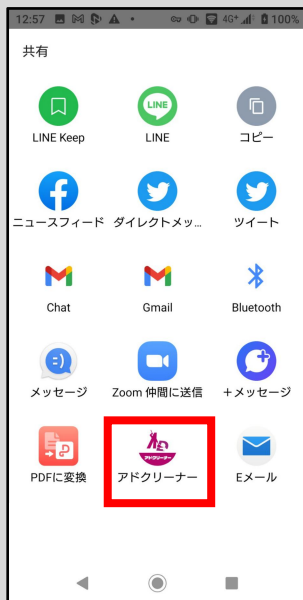 12:57 4G+ 100%
共有
LINE Keep LINE コピー
ニュースフィード ダイレクトメッ... ツイート
Chat Gmail Bluetooth
メッセージ Zoom 仲間に送信 +メッセージ
PDFに変換 アドクリーナー Eメール